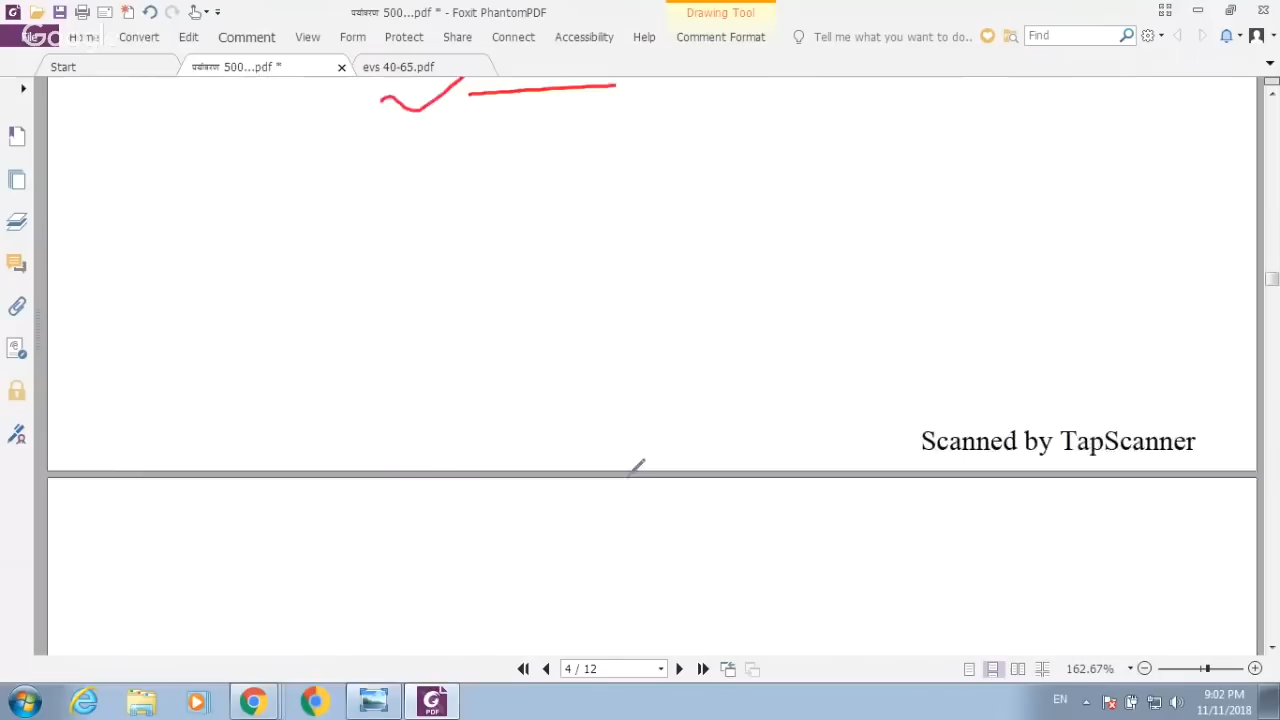 पर्यावरण 500...pdf * - Foxit PhantomPDF
Drawing Tool
Home Convert Edit Comment View Form Protect Share Connect Accessibility Help Comment Format Tell me what you want to do.. Find
Start पर्यावरण 500...pdf * evs 40-65.pdf
Scanned by TapScanner
4 / 12 162.67%
EN 9:02 PM
11/11/2018
PDF